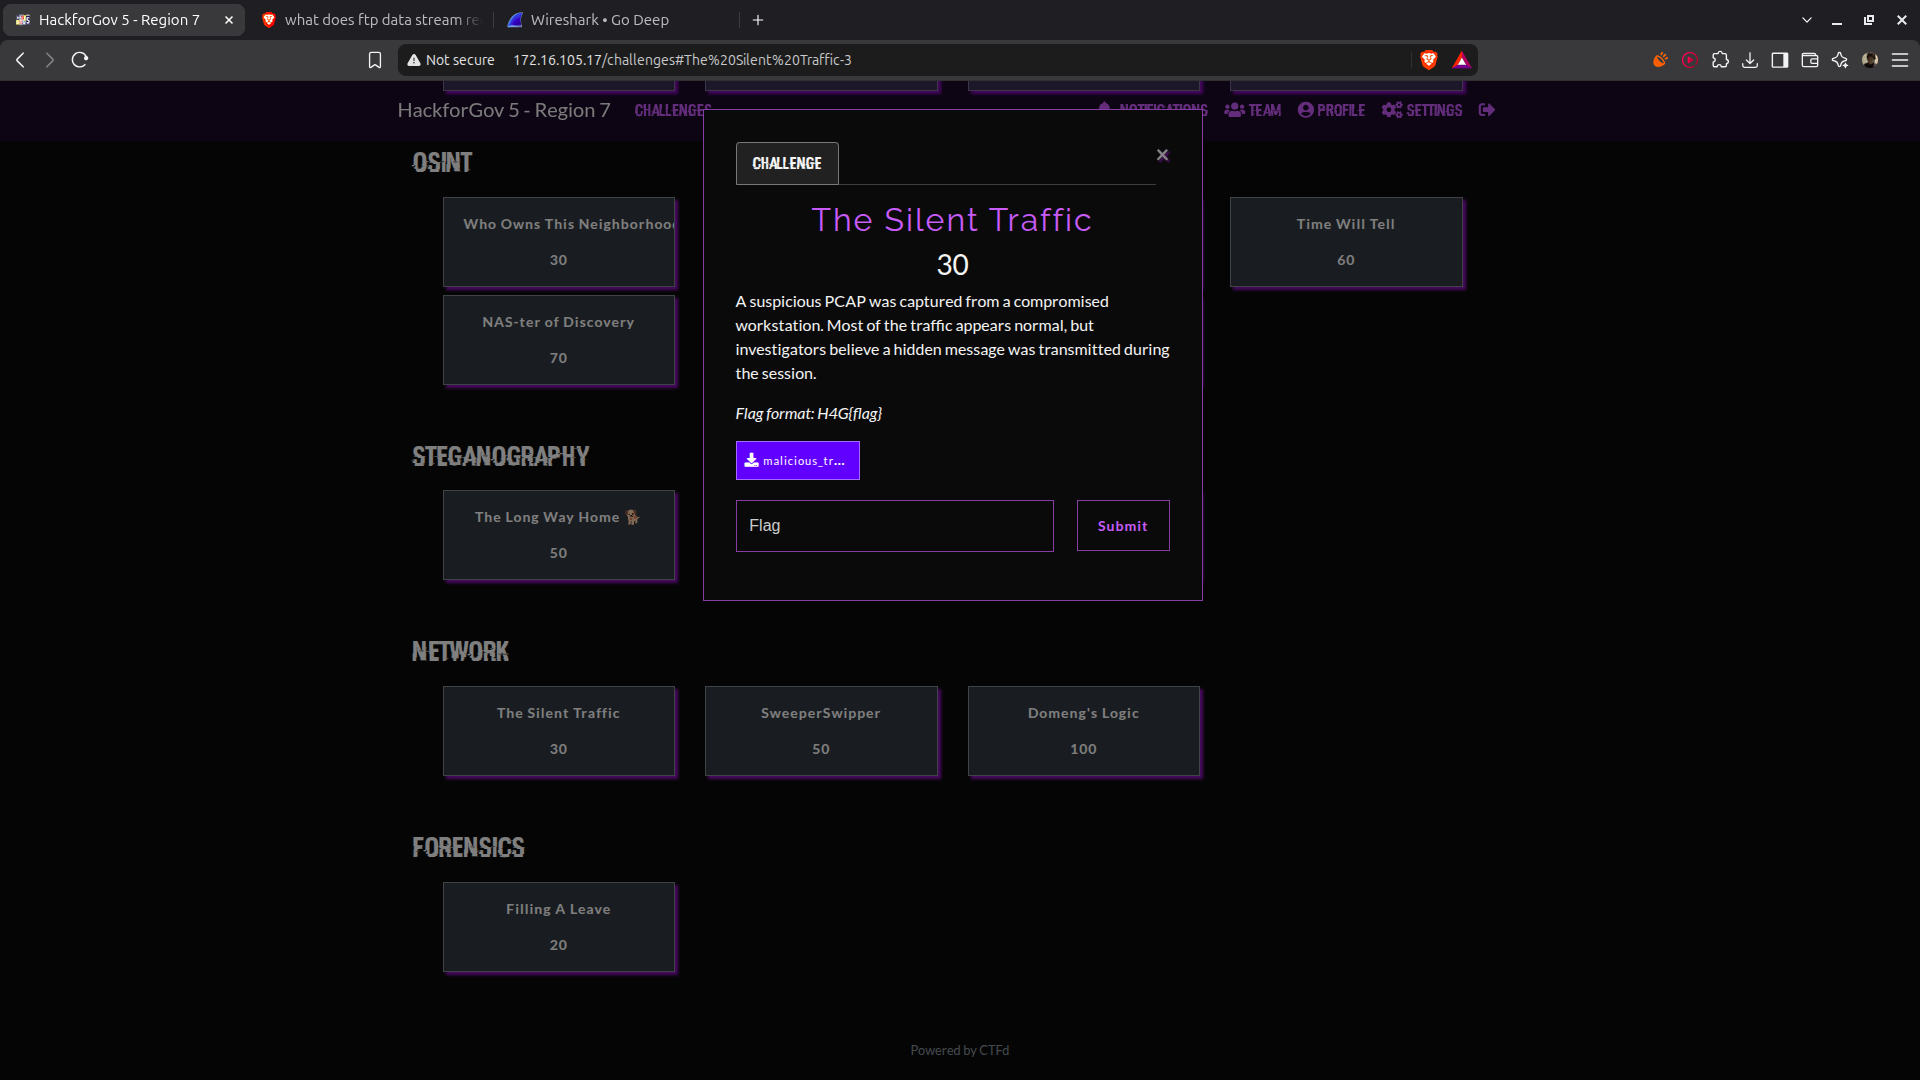 HackforGov 5 - Region 7
what does ftp data stream re
Wireshark • Go Deep
Not secure
172.16.105.17/challenges#The%20Silent%20Traffic-3
HackforGov 5 - Region 7
CHALLENGES
NOTIFICATIONS
TEAM
PROFILE
SETTINGS
CHALLENGE
The Silent Traffic
30
A suspicious PCAP was captured from a compromised
workstation. Most of the traffic appears normal, but
investigators believe a hidden message was transmitted during
the session.
Flag format: H4G{flag}
malicious_tr...
Flag
Submit
OSINT
Who Owns This Neighborhoo
30
Time Will Tell
60
NAS-ter of Discovery
70
STEGANOGRAPHY
The Long Way Home
50
NETWORK
The Silent Traffic
30
SweeperSwipper
50
Domeng's Logic
100
FORENSICS
Filling A Leave
20
Powered by CTFd